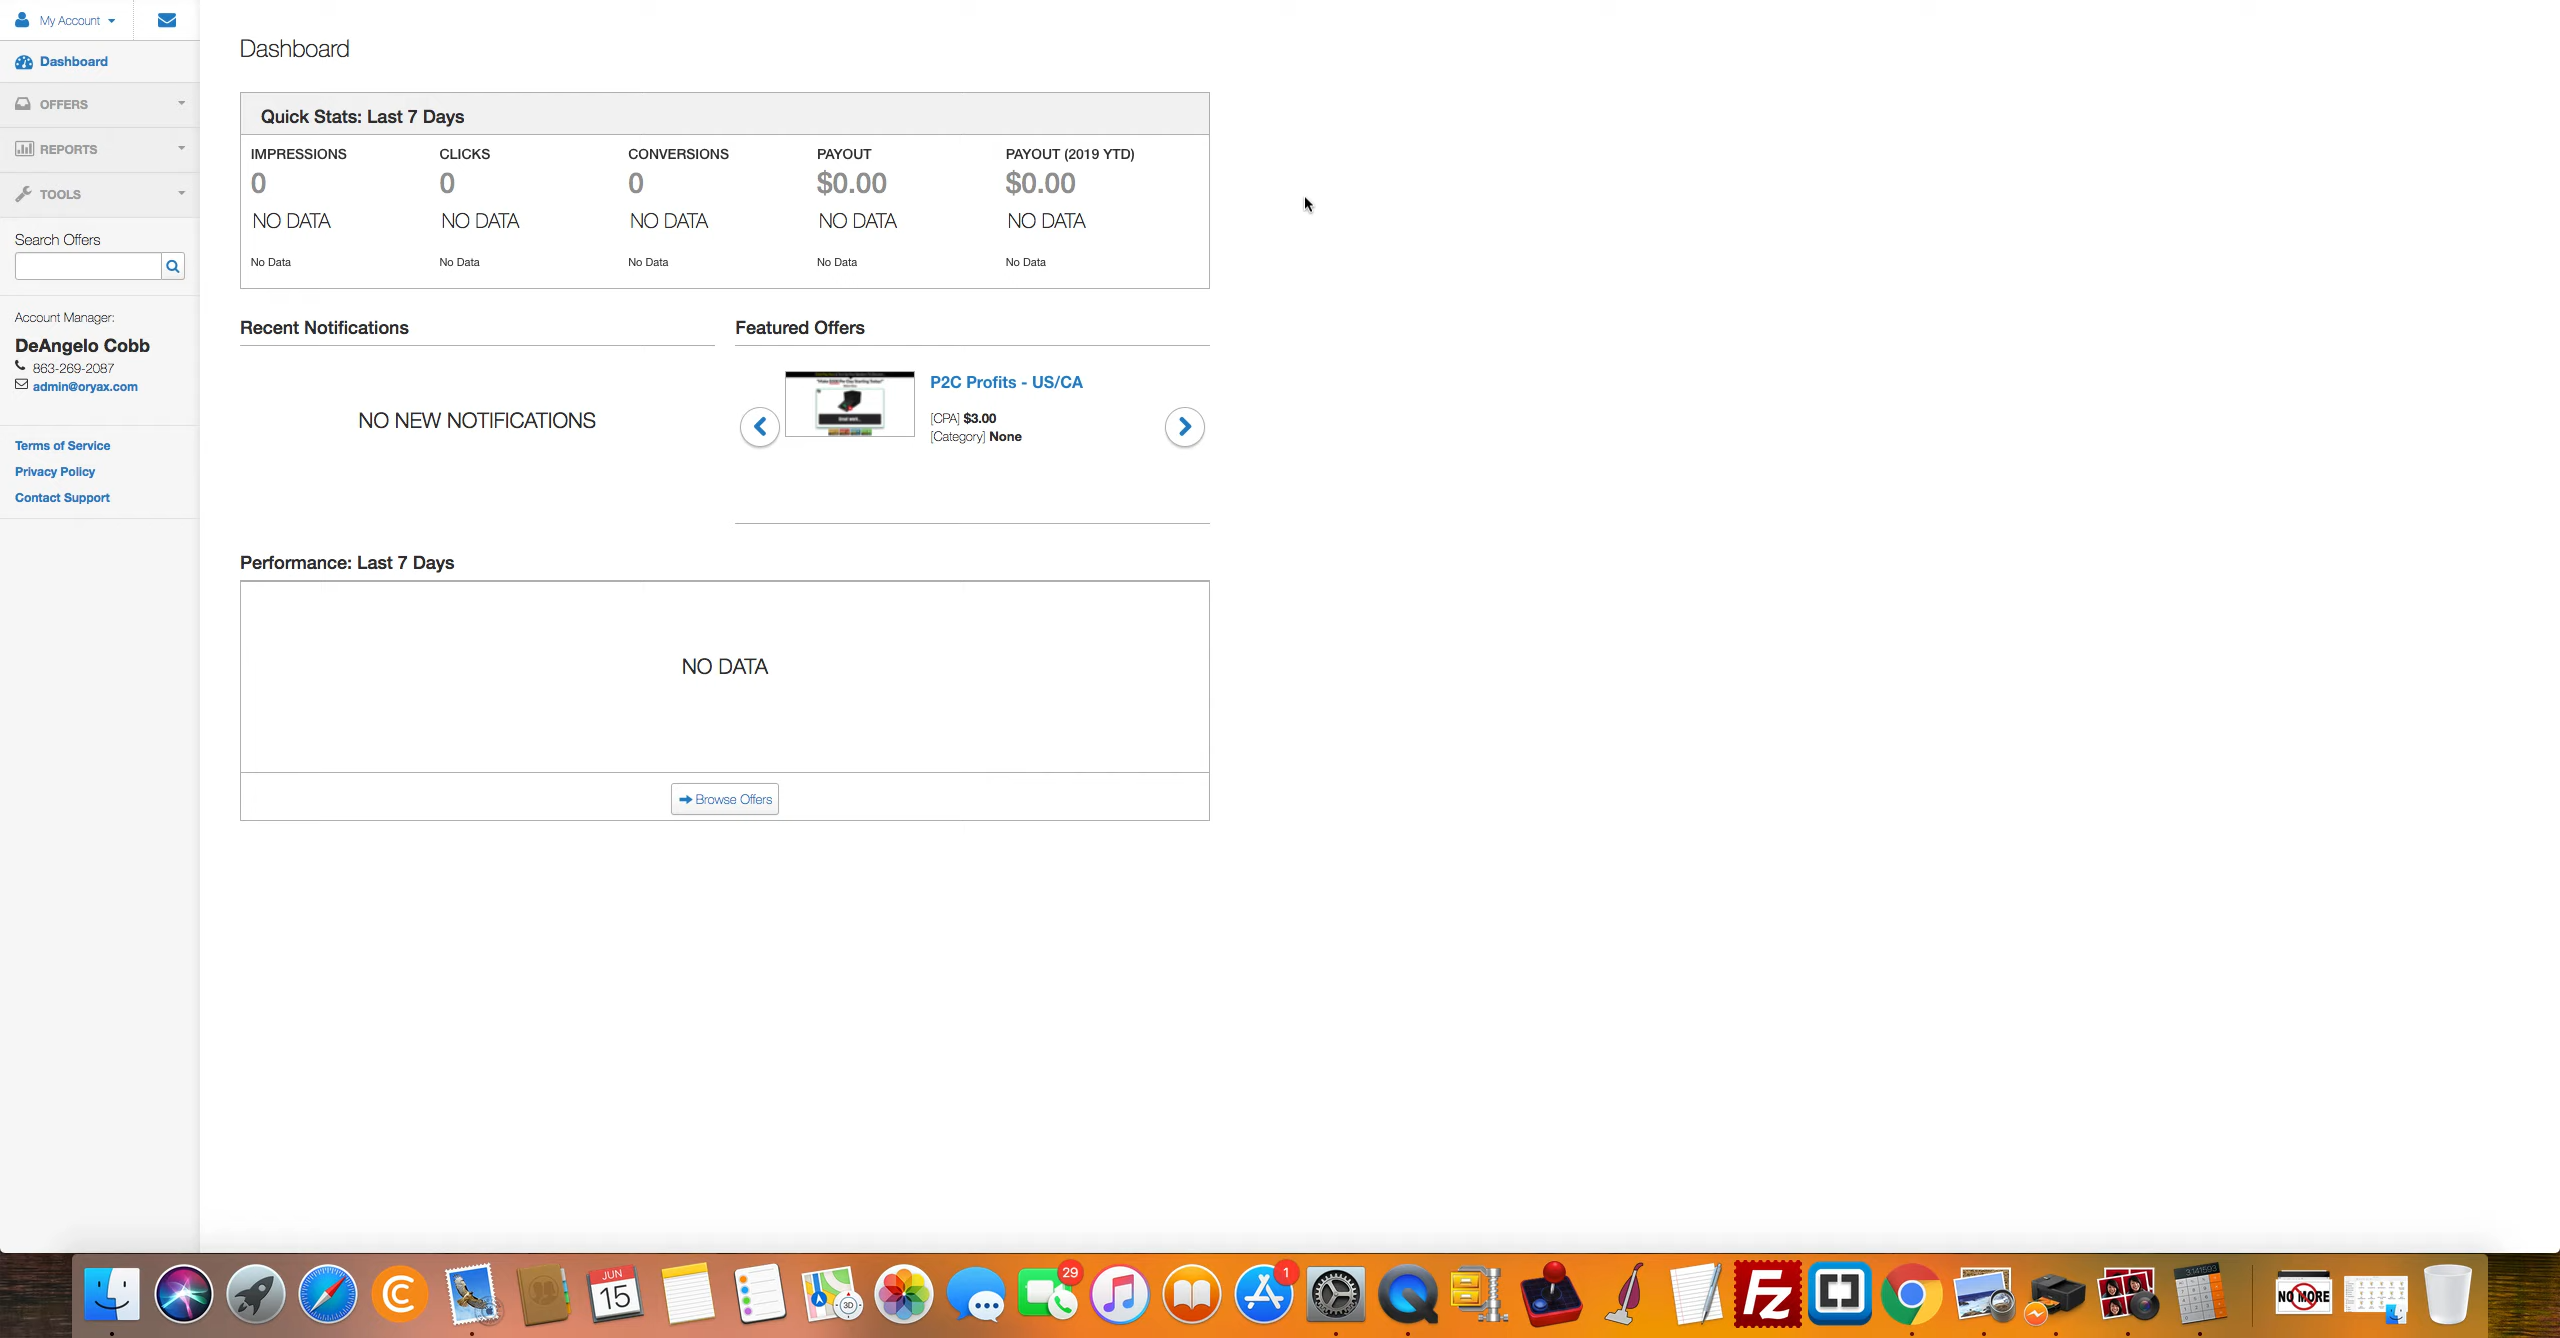 My Account
Dashboard
OFFERS
REPORTS
TOOLS
Search Offers
Account Manager:
DeAngelo Cobb
863-269-2087
admin@oryax.com
Terms of Service
Privacy Policy
Contact Support
Dashboard
Quick Stats: Last 7 Days
IMPRESSIONS CLICKS CONVERSIONS PAYOUT PAYOUT (2019 YTD)
0 0 0 $0.00 $0.00
NO DATA NO DATA NO DATA NO DATA NO DATA
No Data No Data No Data No Data No Data
Recent Notifications
NO NEW NOTIFICATIONS
Featured Offers
P2C Profits - US/CA
[CPA] $3.00
[Category] None
Performance: Last 7 Days
NO DATA
Browse Offers
JUN
15
3D
29
1
Fz
3.141593
NO MORE